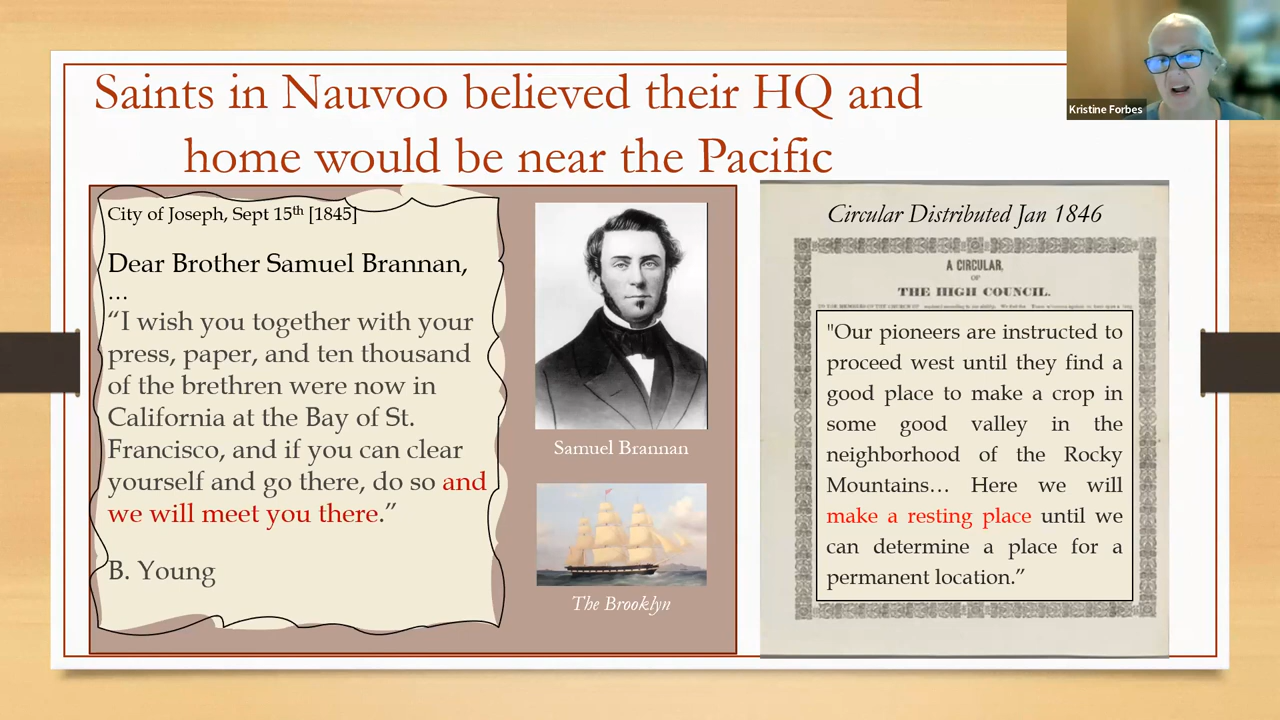 Saints in Nauvoo believed their HQ and
home would be near the Pacific
Kristine Forbes
City of Joseph, Sept 15th [1845]
Dear Brother Samuel Brannan,
…
“I wish you together with your
press, paper, and ten thousand
of the brethren were now in
California at the Bay of St.
Francisco, and if you can clear
yourself and go there, do so and
we will meet you there.”
B. Young
Samuel Brannan
The Brooklyn
Circular Distributed Jan 1846
A CIRCULAR,
OF
THE HIGH COUNCIL.
"Our pioneers are instructed to
proceed west until they find a
good place to make a crop in
some good valley in the
neighborhood of the Rocky
Mountains… Here we will
make a resting place until we
can determine a place for a
permanent location.”